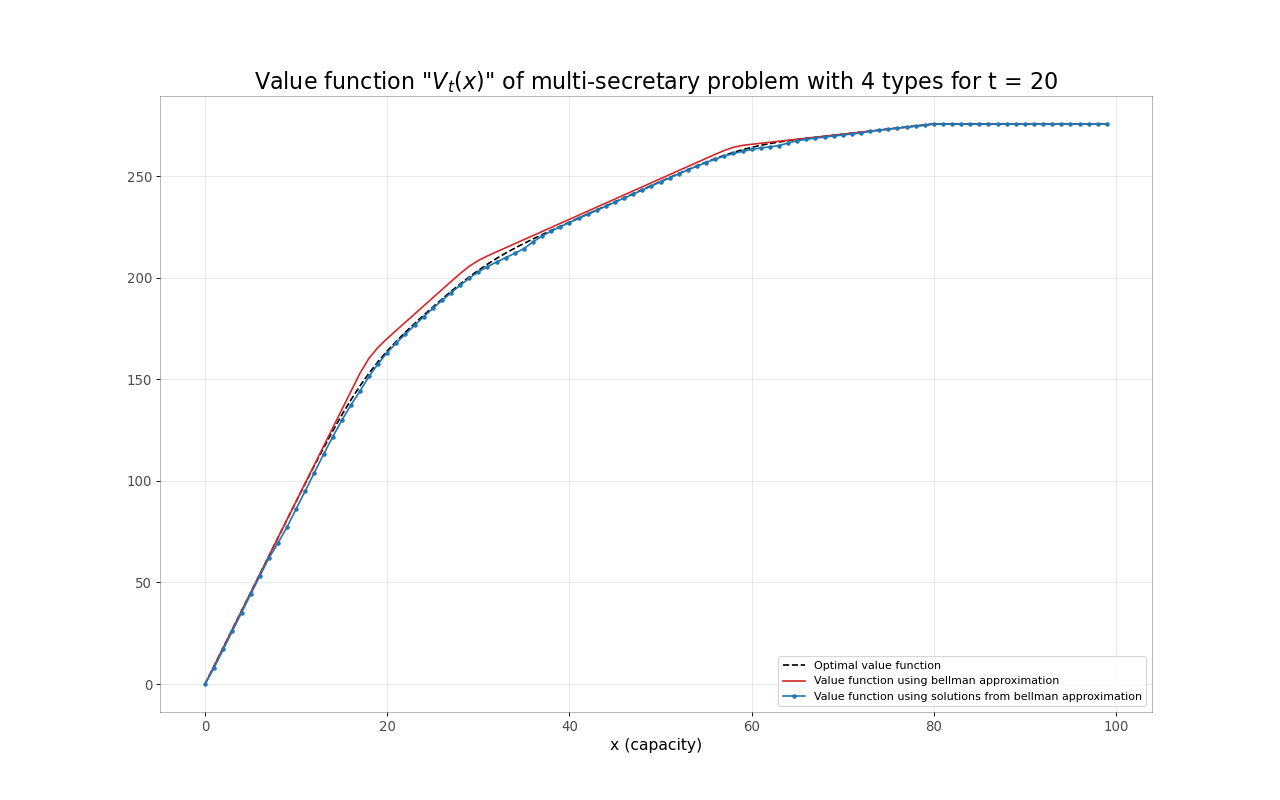 Value function "V_t(x)" of multi-secretary problem with 4 types for t = 20
250
200
150
100
50
0
0 20 40 60 80 100
x (capacity)
Optimal value function
Value function using bellman approximation
Value function using solutions from bellman approximation